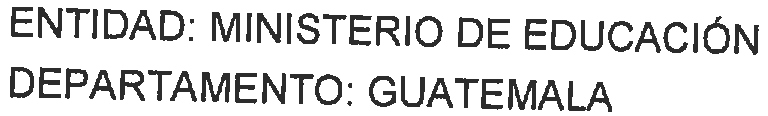 ENTIDAD: MINISTERIO DE EDUCACIÓN
DEPARTAMENTO: GUATEMALA